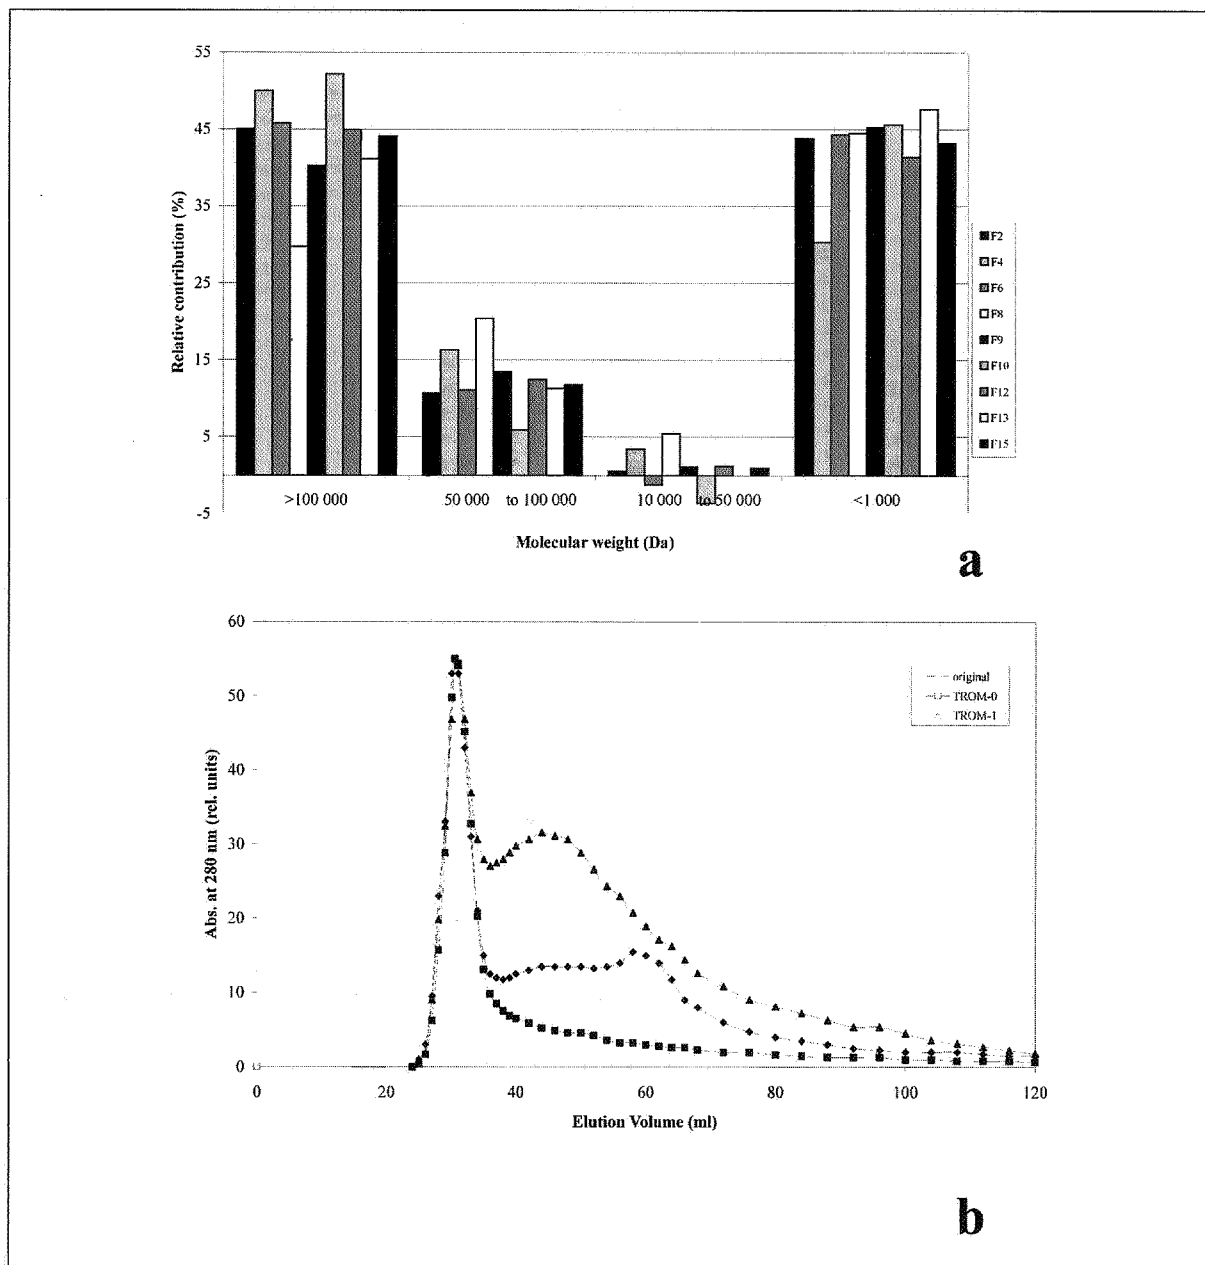 55
45
35
25
15
5
-5
Relative contribution (%)
>100 000
50 000 to 100 000
10 000 to 50 000
<1 000
Molecular weight (Da)
F2
F4
F6
F8
F9
F10
F12
F13
F15
a
60
50
40
30
20
10
0
Abs. at 280 nm (rel. units)
original
TROM-0
TROM-1
0 20 40 60 80 100 120
Elution Volume (ml)
b